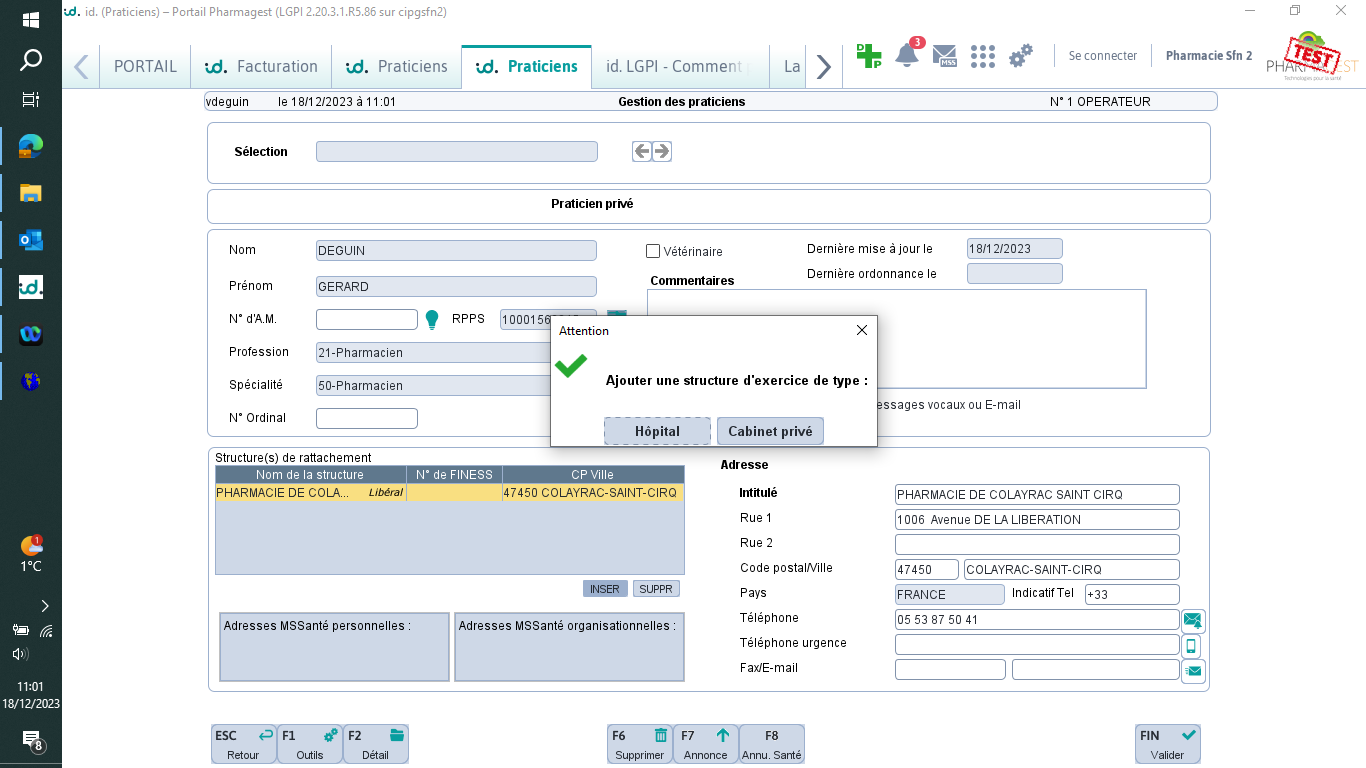 id. (Praticiens) – Portail Pharmagest (LGPI 2.20.3.1.R5.86 sur cipgsfn2)
PORTAIL
id. Facturation
id. Praticiens
id. Praticiens
id. LGPI - Comment
La
3
MSS
Se connecter
Pharmacie Sfn 2
TEST
Technologies pour la santé
vdeguin le 18/12/2023 à 11:01
Gestion des praticiens
N° 1 OPERATEUR
Sélection
Praticien privé
Nom DEGUIN
Vétérinaire
Dernière mise à jour le 18/12/2023
Dernière ordonnance le
Prénom GERARD
Commentaires
N° d'A.M.
RPPS
Profession 21-Pharmacien
Spécialité 50-Pharmacien
N° Ordinal
Attention
Ajouter une structure d'exercice de type :
Hôpital
Cabinet privé
essages vocaux ou E-mail
Structure(s) de rattachement
Nom de la structure N° de FINESS CP Ville
PHARMACIE DE COLA... Libéral 47450 COLAYRAC-SAINT-CIRQ
INSER SUPPR
Adresses MSSanté personnelles :
Adresses MSSanté organisationnelles :
Adresse
Intitulé PHARMACIE DE COLAYRAC SAINT CIRQ
Rue 1 1006 Avenue DE LA LIBERATION
Rue 2
Code postal/Ville 47450 COLAYRAC-SAINT-CIRQ
Pays FRANCE Indicatif Tel +33
Téléphone 05 53 87 50 41
Téléphone urgence
Fax/E-mail
ESC
Retour
F1
Outils
F2
Détail
F6
Supprimer
F7
Annonce
F8
Annu. Santé
FIN
Valider
id.
1
1°C
11:01
18/12/2023
8